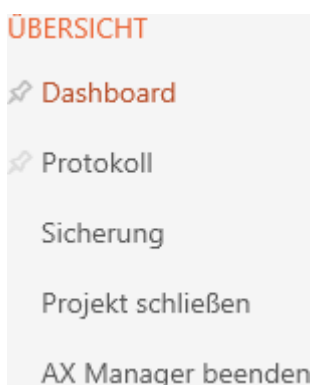 ÜBERSICHT
Dashboard
Protokoll
Sicherung
Projekt schließen
AX Manager beenden